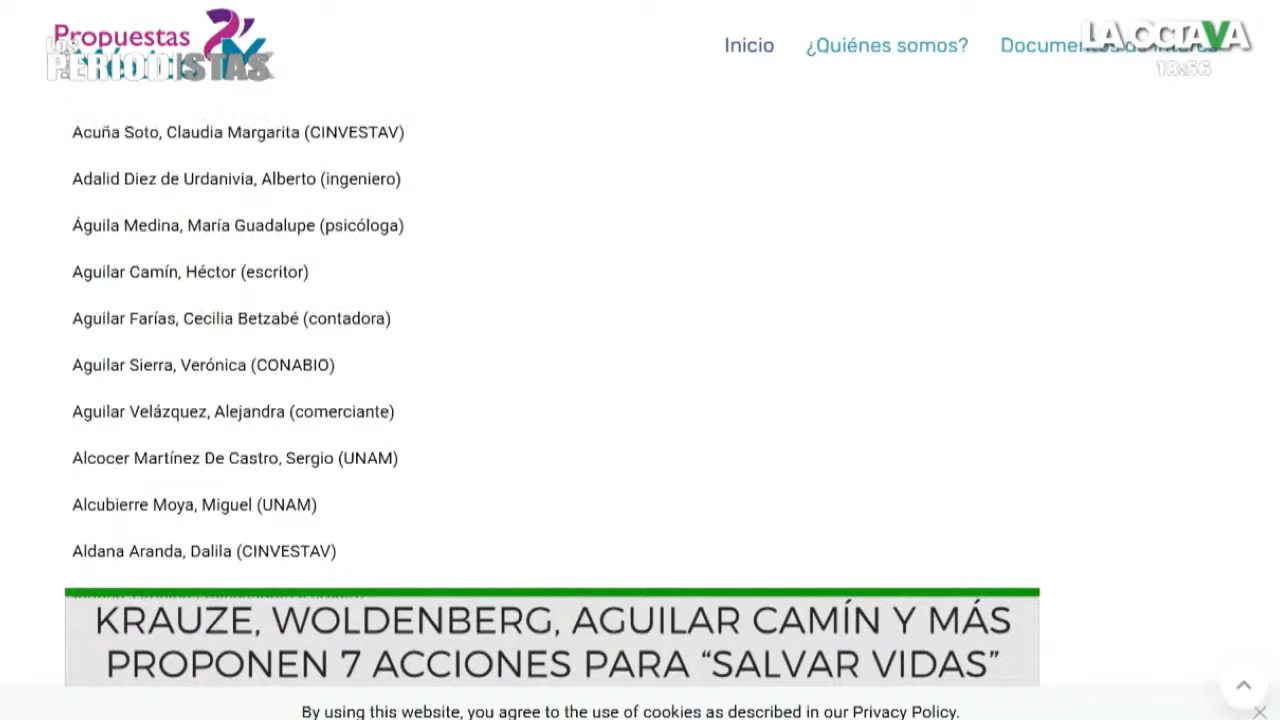 Propuestas
LOS
PERIODISTAS
Inicio
¿Quiénes somos?
LA OCTAVA
18:56
Acuña Soto, Claudia Margarita (CINVESTAV)
Adalid Diez de Urdanivia, Alberto (ingeniero)
Águila Medina, María Guadalupe (psicóloga)
Aguilar Camín, Héctor (escritor)
Aguilar Farías, Cecilia Betzabé (contadora)
Aguilar Sierra, Verónica (CONABIO)
Aguilar Velázquez, Alejandra (comerciante)
Alcocer Martínez De Castro, Sergio (UNAM)
Alcubierre Moya, Miguel (UNAM)
Aldana Aranda, Dalila (CINVESTAV)
KRAUZE, WOLDENBERG, AGUILAR CAMÍN Y MÁS
PROPONEN 7 ACCIONES PARA “SALVAR VIDAS”
By using this website, you agree to the use of cookies as described in our Privacy Policy.